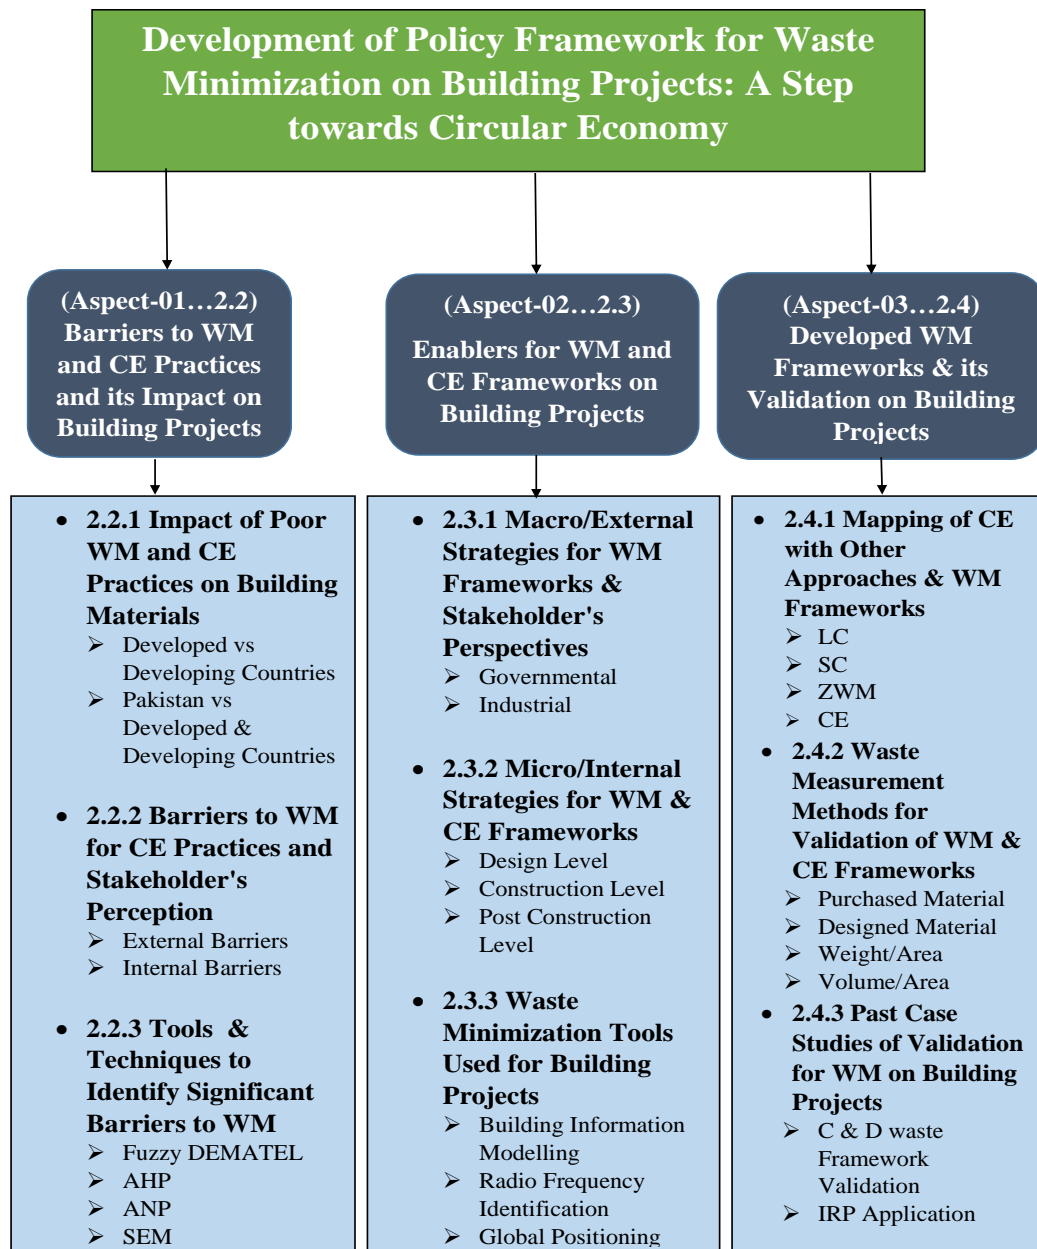 Development of Policy Framework for Waste
Minimization on Building Projects: A Step
towards Circular Economy
(Aspect-01…2.2)
Barriers to WM
and CE Practices
and its Impact on
Building Projects
(Aspect-02…2.3)
Enablers for WM and
CE Frameworks on
Building Projects
(Aspect-03…2.4)
Developed WM
Frameworks & its
Validation on Building
Projects
• 2.2.1 Impact of Poor
WM and CE
Practices on Building
Materials
➢ Developed vs
Developing Countries
➢ Pakistan vs
Developed &
Developing Countries
• 2.2.2 Barriers to WM
for CE Practices and
Stakeholder's
Perception
➢ External Barriers
➢ Internal Barriers
• 2.2.3 Tools & 
Techniques to
Identify Significant
Barriers to WM
➢ Fuzzy DEMATEL
➢ AHP
➢ ANP
➢ SEM
• 2.3.1 Macro/External
Strategies for WM
Frameworks &
Stakeholder's
Perspectives
➢ Governmental
➢ Industrial
• 2.3.2 Micro/Internal
Strategies for WM &
CE Frameworks
➢ Design Level
➢ Construction Level
➢ Post Construction
Level
• 2.3.3 Waste
Minimization Tools
Used for Building
Projects
➢ Building Information
Modelling
➢ Radio Frequency
Identification
➢ Global Positioning
• 2.4.1 Mapping of CE
with Other
Approaches & WM
Frameworks
➢ LC
➢ SC
➢ ZWM
➢ CE
• 2.4.2 Waste
Measurement
Methods for
Validation of WM &
CE Frameworks
➢ Purchased Material
➢ Designed Material
➢ Weight/Area
➢ Volume/Area
• 2.4.3 Past Case
Studies of Validation
for WM on Building
Projects
➢ C & D waste
Framework
Validation
➢ IRP Application